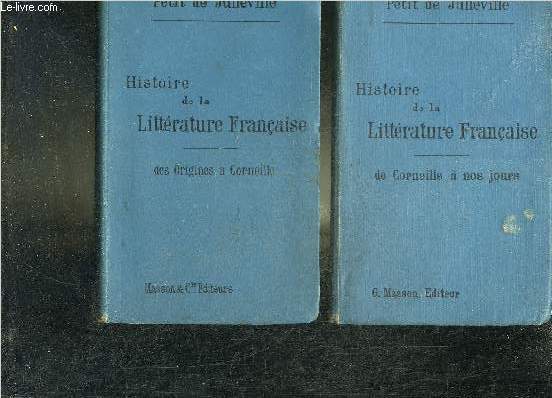 Le-livre.com
Petit de Julleville
Histoire
de la
Littérature Française
des Origines à Corneille
Masson & Cie Editeurs
Petit de Julleville
Histoire
de la
Littérature Française
de Corneille à nos jours
G. Masson, Editeur